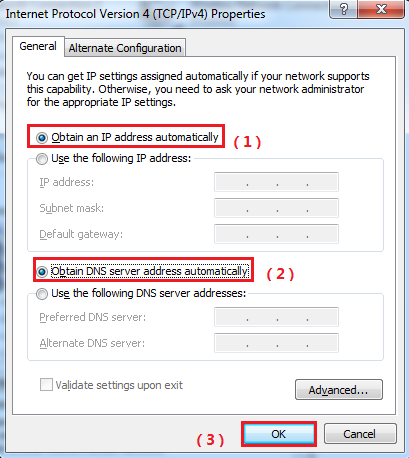 Internet Protocol Version 4 (TCP/IPv4) Properties
?
General
Alternate Configuration
You can get IP settings assigned automatically if your network supports
this capability. Otherwise, you need to ask your network administrator
for the appropriate IP settings.
Obtain an IP address automatically
(1)
Use the following IP address:
IP address:
Subnet mask:
Default gateway:
Obtain DNS server address automatically
(2)
Use the following DNS server addresses:
Preferred DNS server:
Alternate DNS server:
Validate settings upon exit
Advanced...
(3)
OK
Cancel